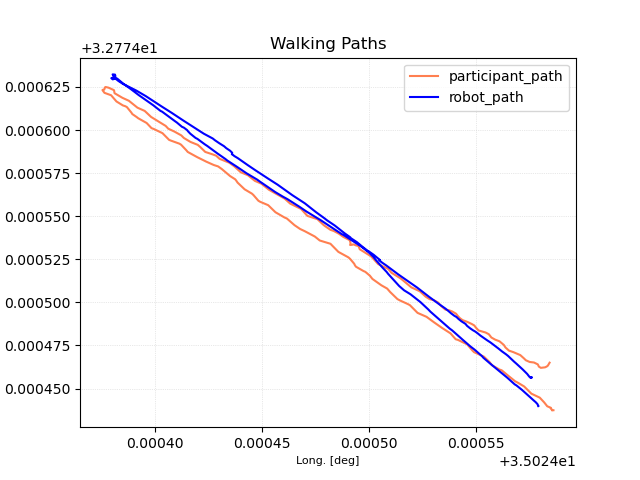 Walking Paths
+3.2774e1
participant_path
robot_path
0.000625
0.000600
0.000575
0.000550
0.000525
0.000500
0.000475
0.000450
0.00040 0.00045 0.00050 0.00055
Long. [deg]
+3.5024e1